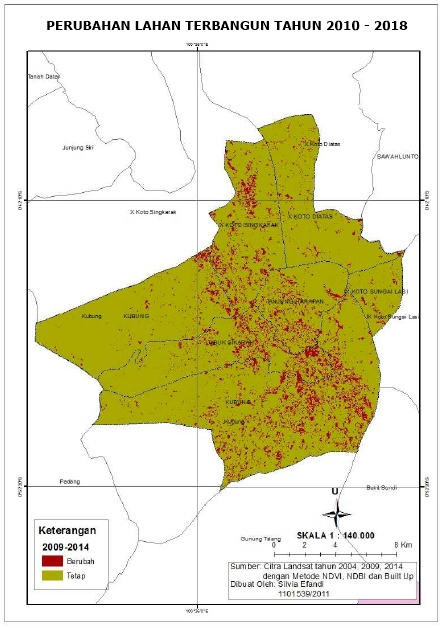 PERUBAHAN LAHAN TERBANGUN TAHUN 2010 - 2018
Tanah Datar
Junjung Siri
X Koto Diatas
SAWAHLUNTO
X Koto Singkarak
X KOTO DIATAS
X KOTO SINGKARAK
IX KOTO SUNGAI LASI
IX Koto Sungai Lasi
Kubung
KUBUNG
LUBUK SIKARAH
KUBUNG
Kubung
Padang
Bukit Sundi
U
Gunung Talang
SKALA 1 : 140.000
0 2 4 8 Km
Keterangan
2009-2014
Berubah
Tetap
Sumber: Citra Landsat tahun 2004, 2009, 2014
dengan Metode NDVI, NDBI dan Built Up
Dibuat Oleh: Silvia Efandi
1101539/2011